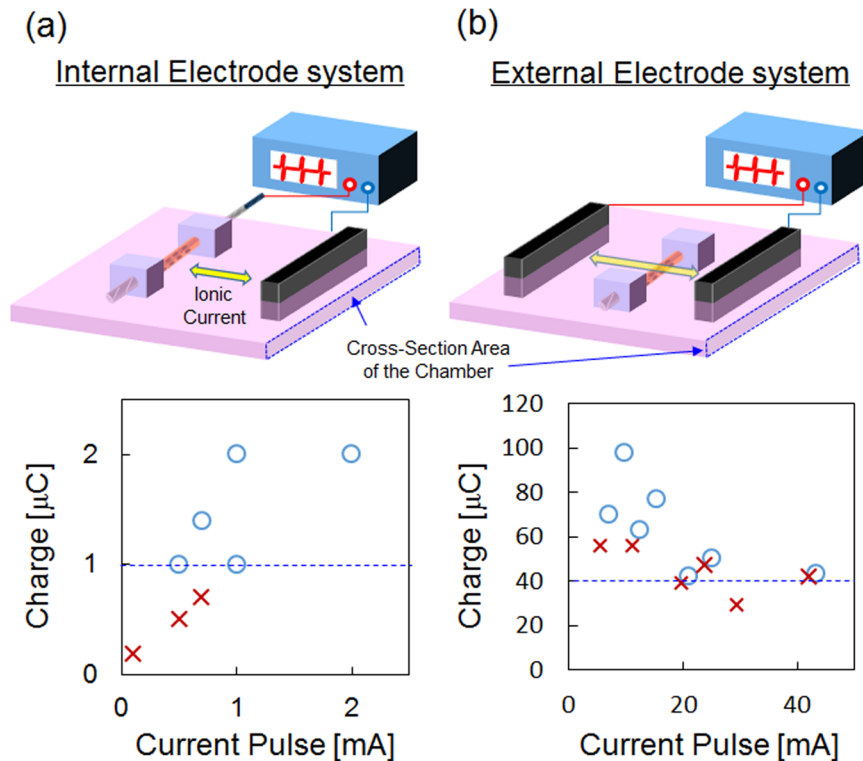 (a)
Internal Electrode system
Ionic
Current
(b)
External Electrode system
Cross-Section Area
of the Chamber
Charge [μC]
2
1
0
0 1 2
Current Pulse [mA]
Charge [μC]
120
100
80
60
40
20
0
0 20 40
Current Pulse [mA]